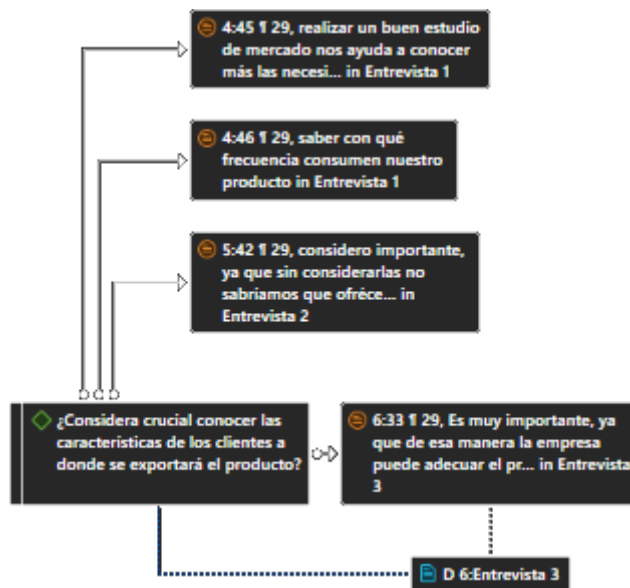 4:45 ¶ 29, realizar un buen estudio
de mercado nos ayuda a conocer
más las necesi... in Entrevista 1
4:46 ¶ 29, saber con qué
frecuencia consumen nuestro
producto in Entrevista 1
5:42 ¶ 29, considero importante,
ya que sin considerarlas no
sabriamos que ofréce... in
Entrevista 2
¿Considera crucial conocer las
características de los clientes a
donde se exportará el producto?
6:33 ¶ 29, Es muy importante, ya
que de esa manera la empresa
puede adecuar el pr... in Entrevista
3
D 6:Entrevista 3